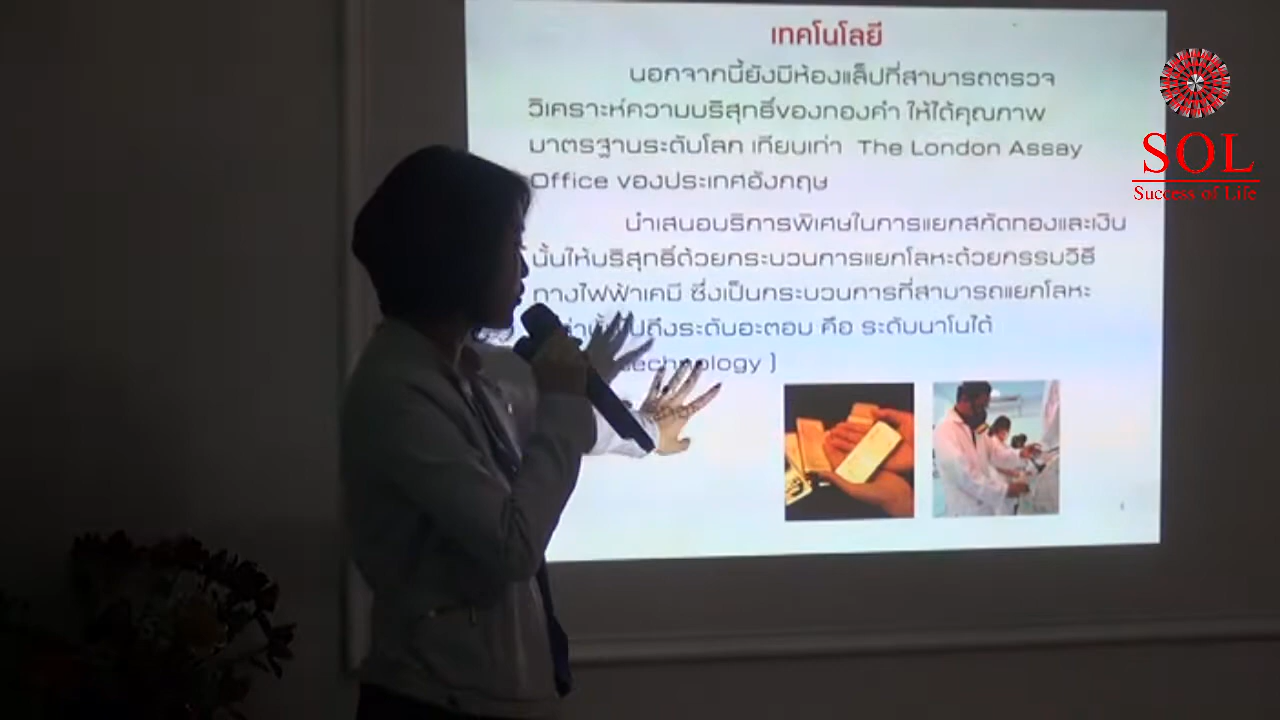 เทคโนโลยี
นอกจากนี้ยังมีห้องแล็ปที่สามารถตรวจ
วิเคราะห์ความบริสุทธิ์ของทองคำ ให้ได้คุณภาพ
มาตรฐานระดับโลก เทียบเท่า The London Assay
Office ของประเทศอังกฤษ
นำเสนอบริการพิเศษในการแยกสกัดทองและเงิน
นั้นให้บริสุทธิ์ด้วยกระบวนการแยกโลหะด้วยกรรมวิธี
ทางไฟฟ้าเคมี ซึ่งเป็นกระบวนการที่สามารถแยกโลหะ
ถึงระดับอะตอม คือ ระดับนาโนได้
technology )
SOL
Success of Life